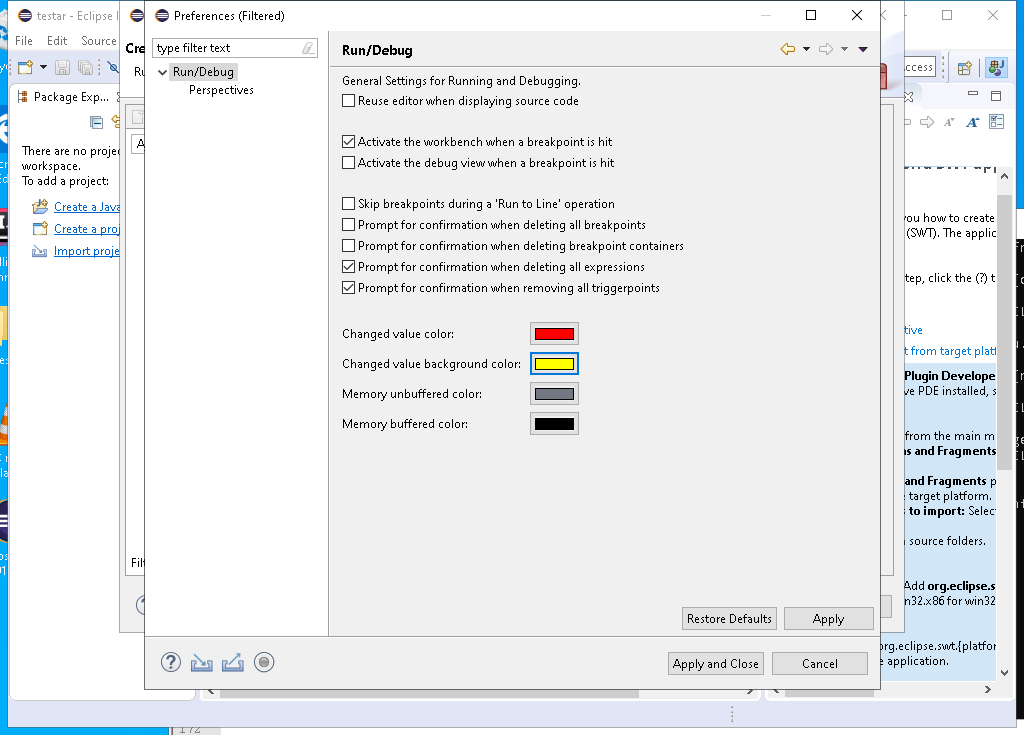 testar - Eclipse I
File Edit Source
Package Exp...
There are no proje
workspace.
To add a project:
Create a Java
Create a proj
Import proje
Cre
Ru
A
Filt
Preferences (Filtered)
type filter text
Run/Debug
Perspectives
Run/Debug
General Settings for Running and Debugging.
Reuse editor when displaying source code
Activate the workbench when a breakpoint is hit
Activate the debug view when a breakpoint is hit
Skip breakpoints during a 'Run to Line' operation
Prompt for confirmation when deleting all breakpoints
Prompt for confirmation when deleting breakpoint containers
Prompt for confirmation when deleting all expressions
Prompt for confirmation when removing all triggerpoints
Changed value color:
Changed value background color:
Memory unbuffered color:
Memory buffered color:
Restore Defaults Apply
Apply and Close Cancel
ccess
you how to create
(SWT). The applic
tep, click the (?) t
tive
t from target platf
Plugin Develope
ve PDE installed, s
from the main m
ns and Fragments
and Fragments p
e target platform.
s to import: Selec
n source folders.
Add org.eclipse.s
in32.x86 for win32
org.eclipse.swt.{platfor
e application.
172